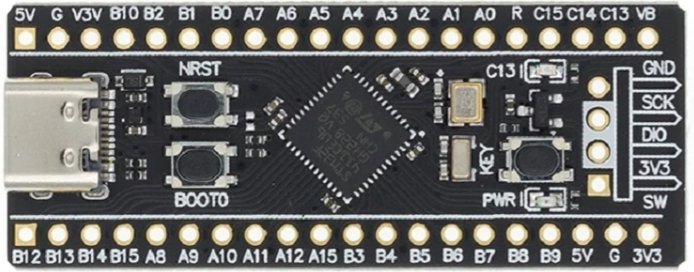 5V G V3V B10 B2 B1 B0 A7 A6 A5 A4 A3 A2 A1 A0 R C15 C14 C13 VB
NRST
C13
GND
SCK
DIO
KEY
3V3
BOOT0
PWR
SW
B12 B13 B14 B15 A8 A9 A10 A11 A12 A15 B3 B4 B5 B6 B7 B8 B9 5V G 3V3